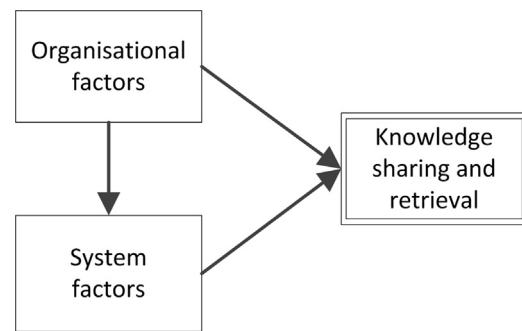 Organisational
factors
Knowledge
sharing and
retrieval
System
factors